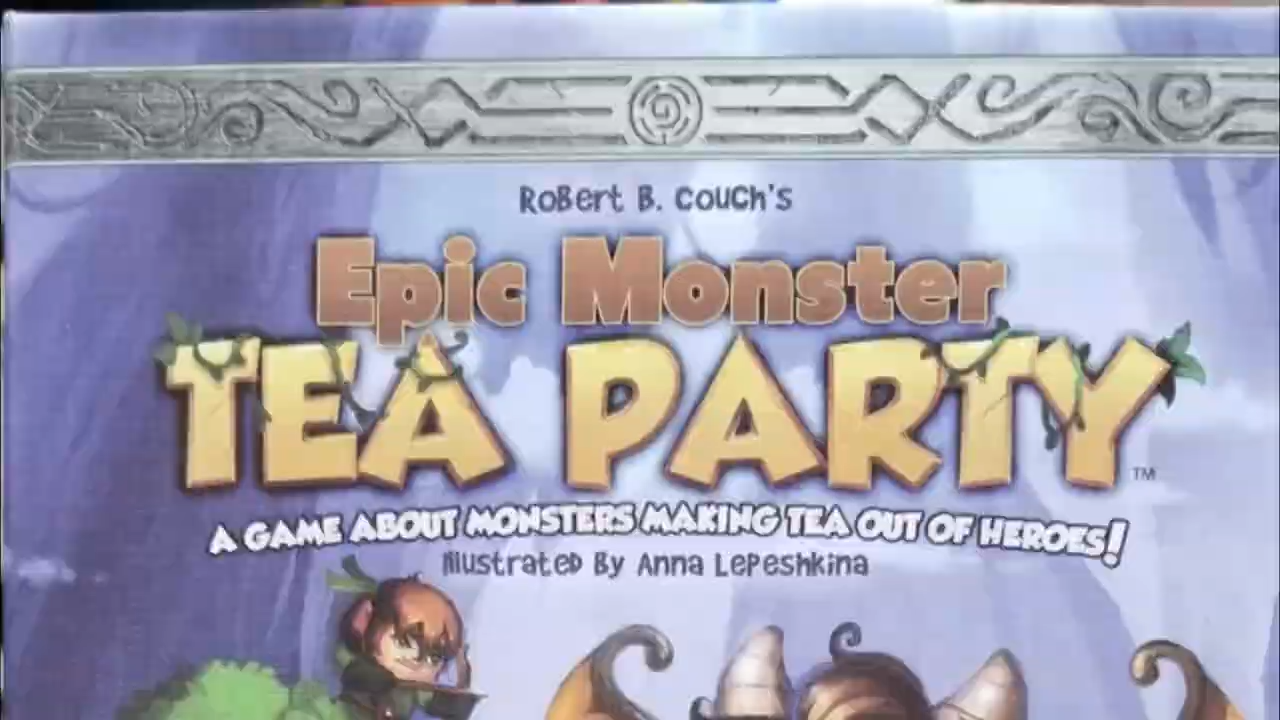 RoBert B. Couch's
Epic Monster
TEA PARTY™
A GAME ABOUT MONSTERS MAKING TEA OUT OF HEROES!
Illustrated By Anna Lepeshkina